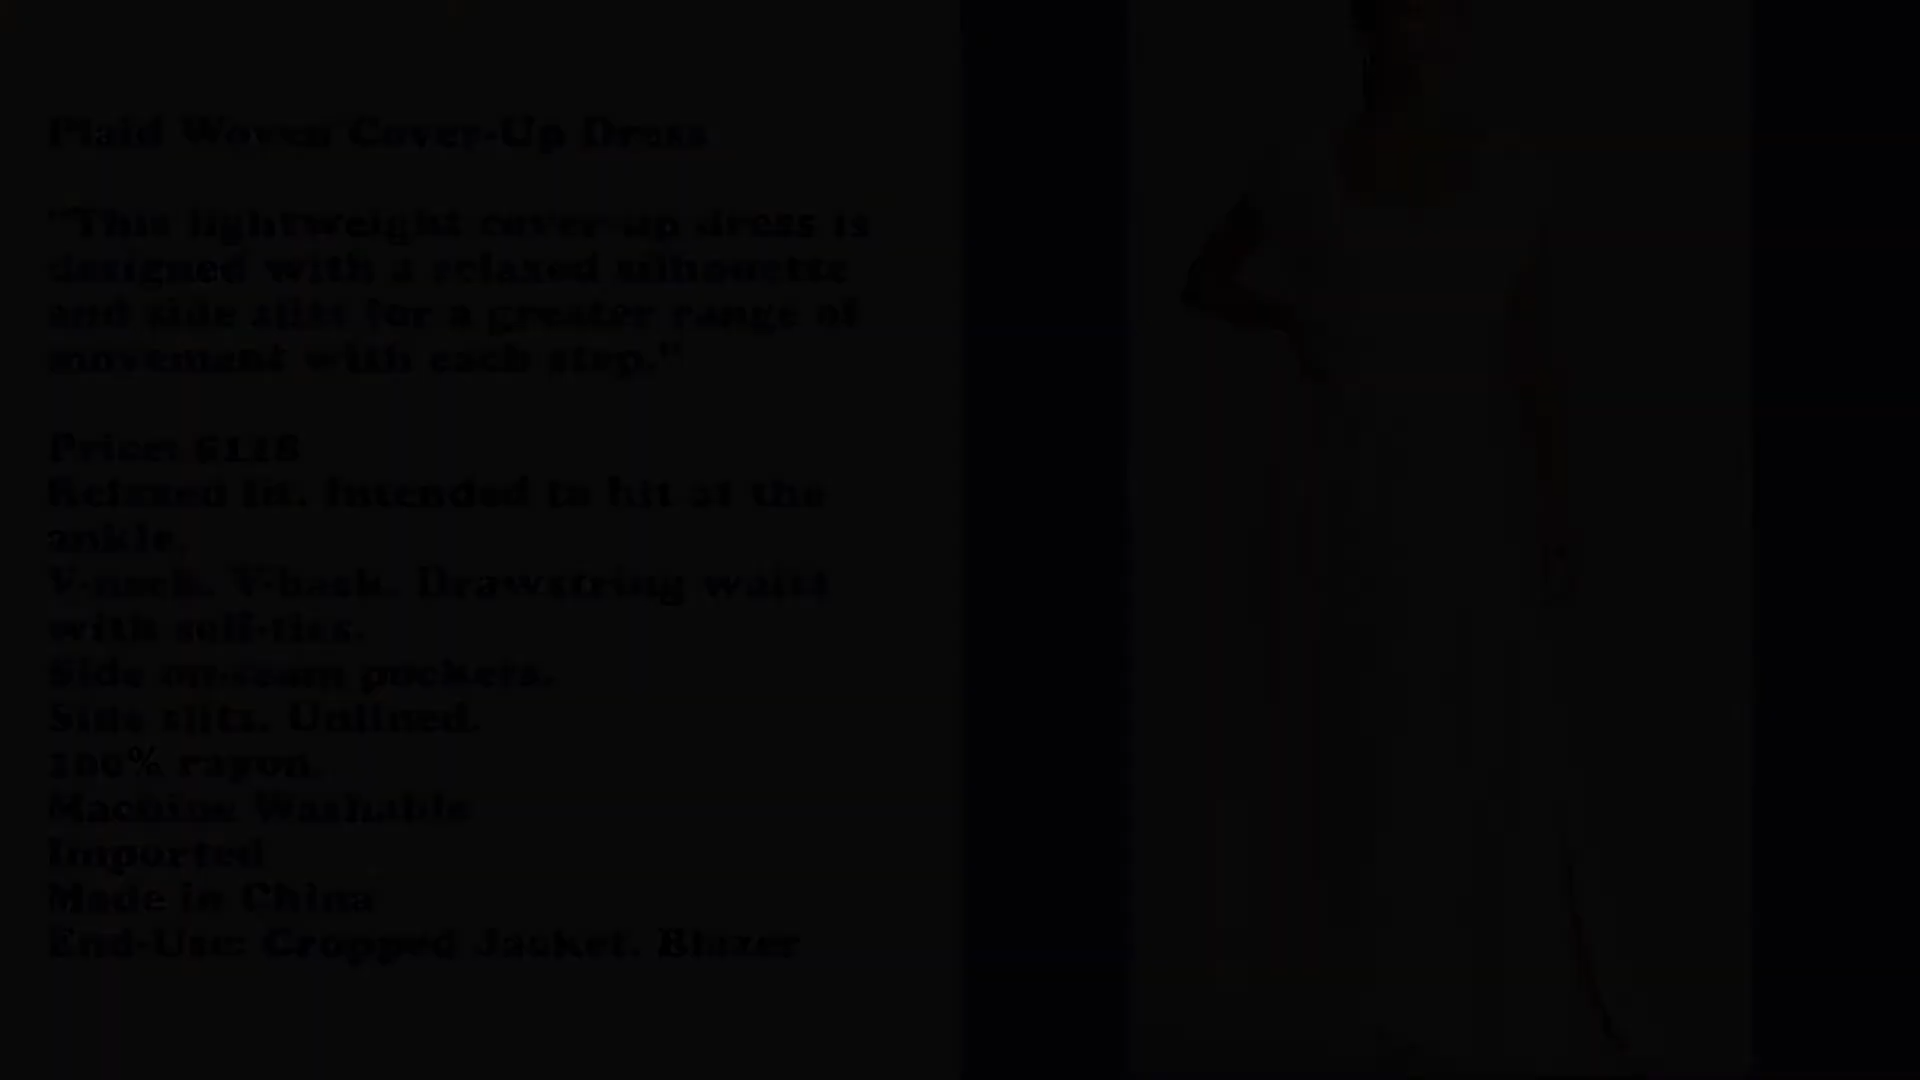 Plaid Woven Cover-Up Dress
"This lightweight cover-up dress is
designed with a relaxed silhouette
and side slits for a greater range of
movement with each step."
Price: $118
Relaxed fit. Intended to hit at the
ankle.
V-neck. V-back. Drawstring waist
with self-ties.
Side on-seam pockets.
Side slits. Unlined.
100% rayon.
Machine Washable
Imported
Made in China
End-Use: Cropped Jacket, Blazer